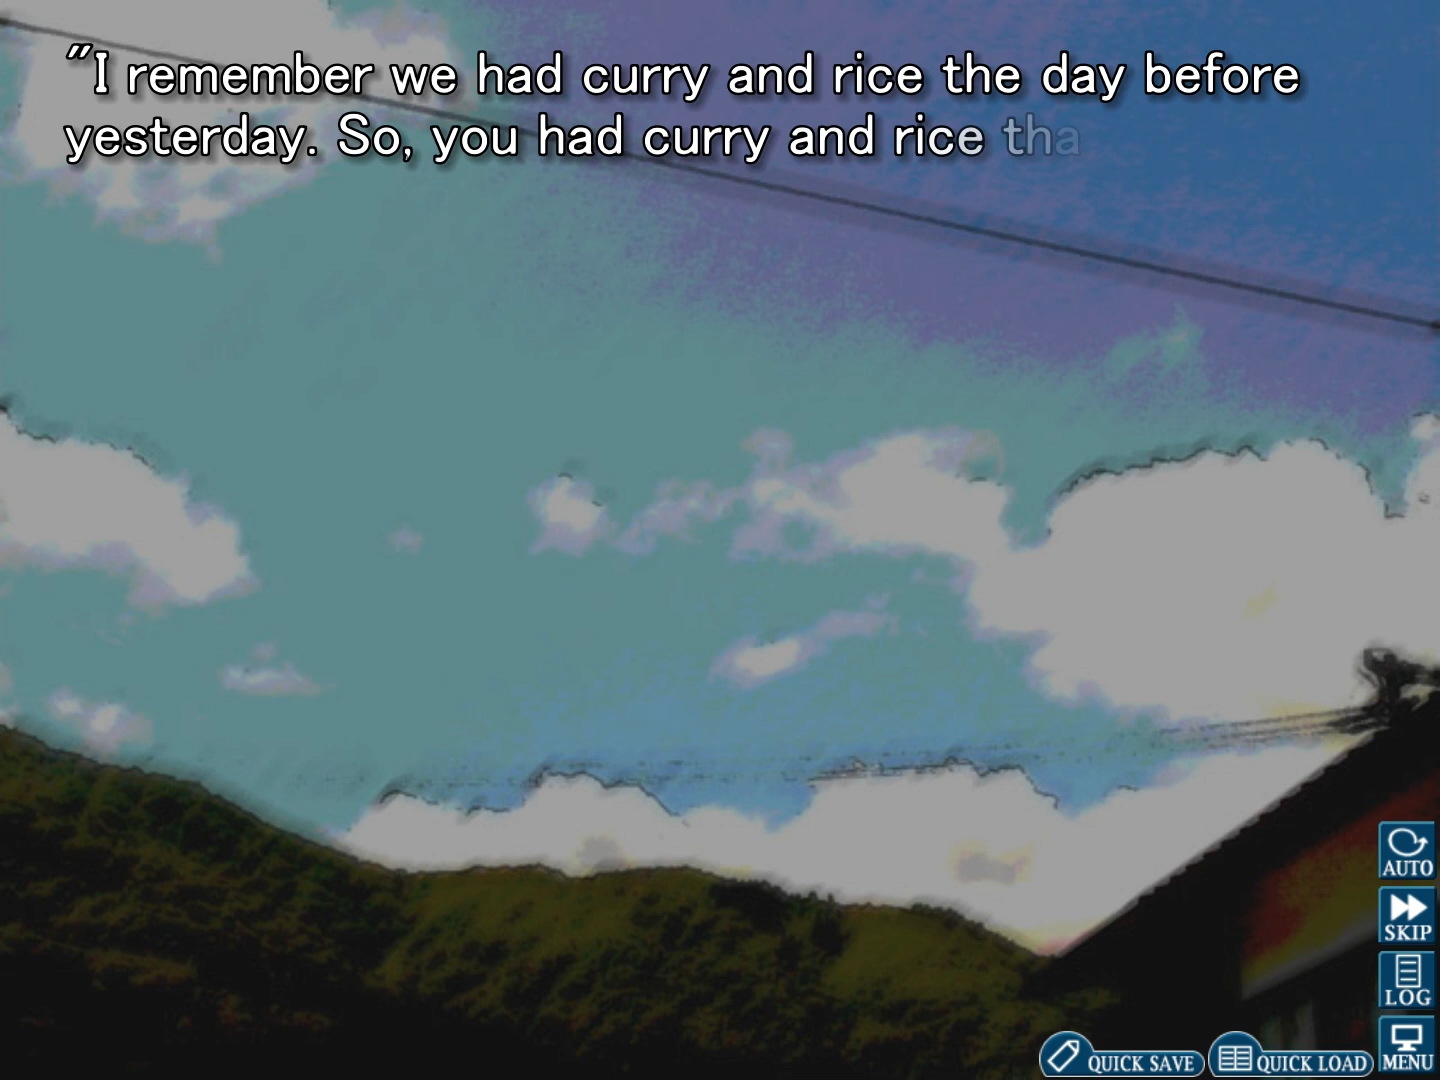 "I remember we had curry and rice the day before
yesterday. So, you had curry and rice tha
AUTO
SKIP
LOG
MENU
QUICK SAVE
QUICK LOAD